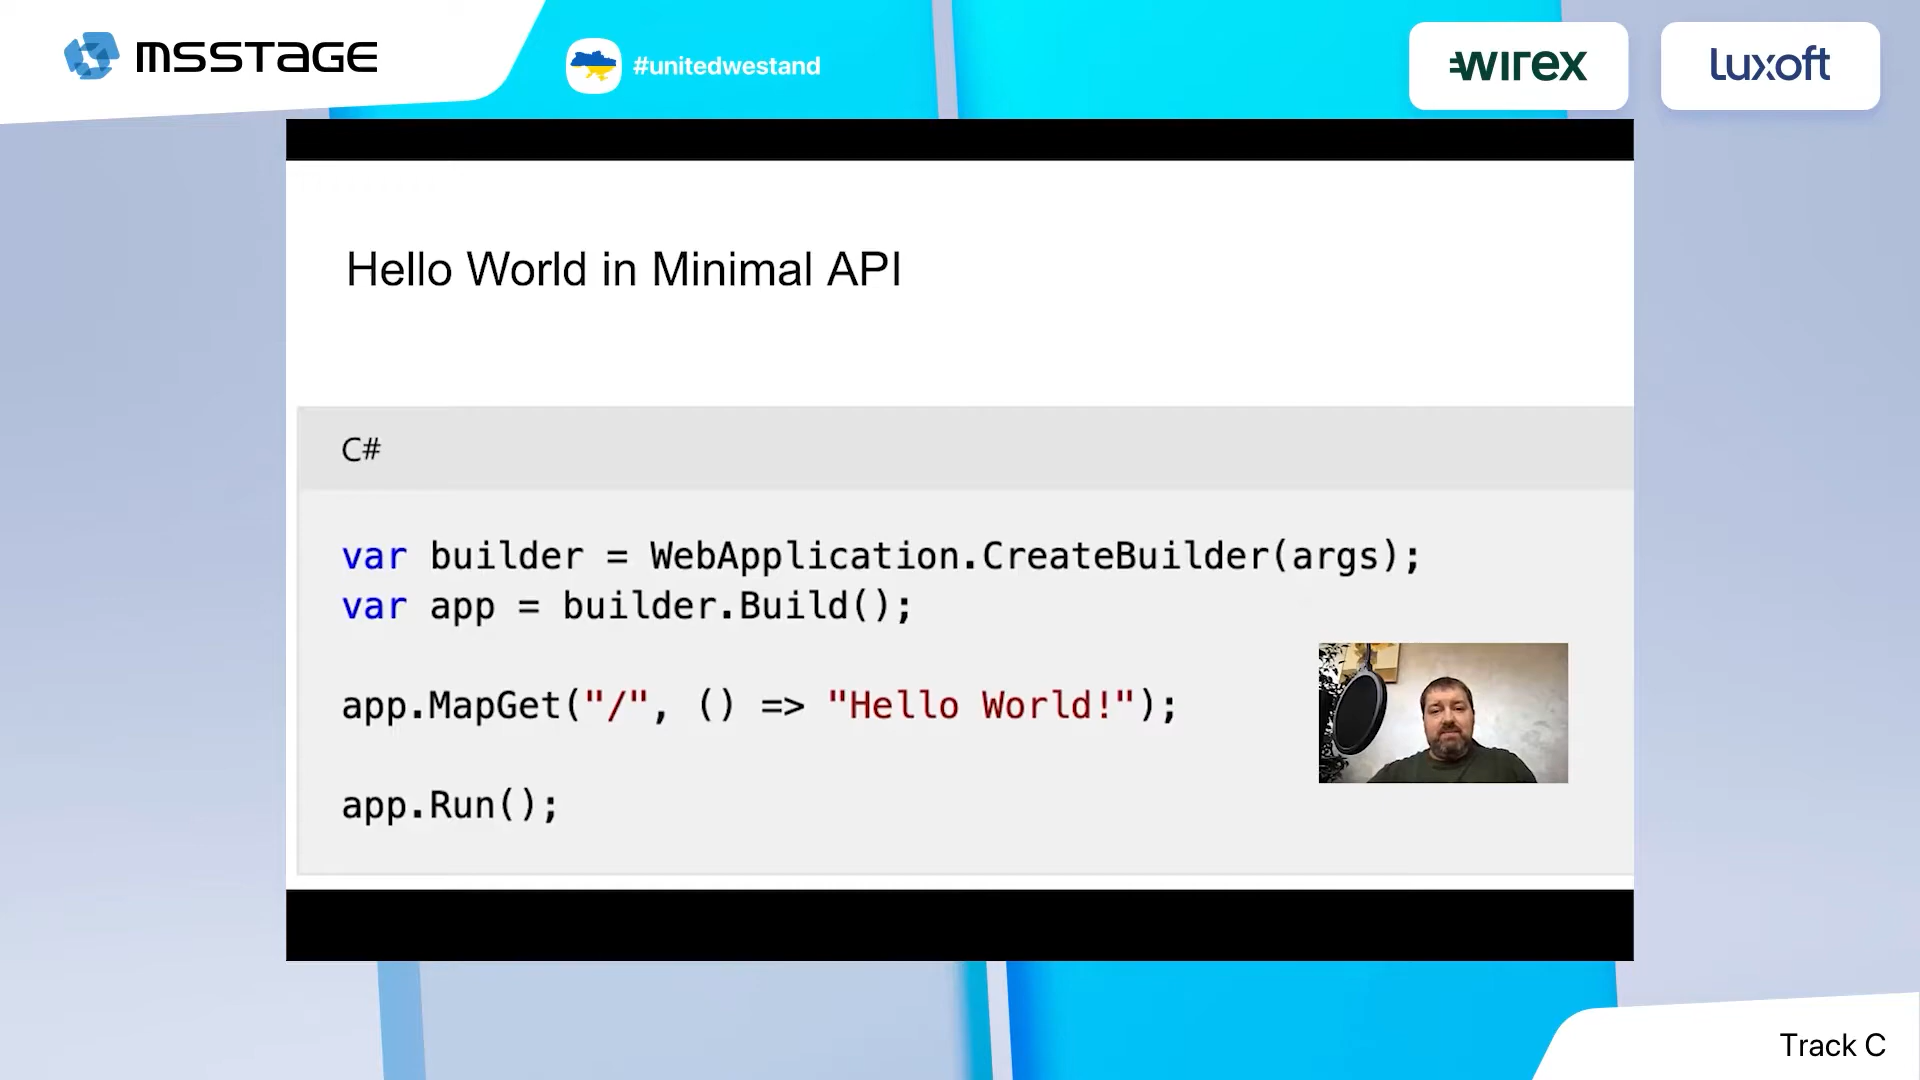 msstage
#unitedwestand
wirex
luxoft
Hello World in Minimal API
C#
var builder = WebApplication.CreateBuilder(args);
var app = builder.Build();
app.MapGet("/", () => "Hello World!");
app.Run();
Track C